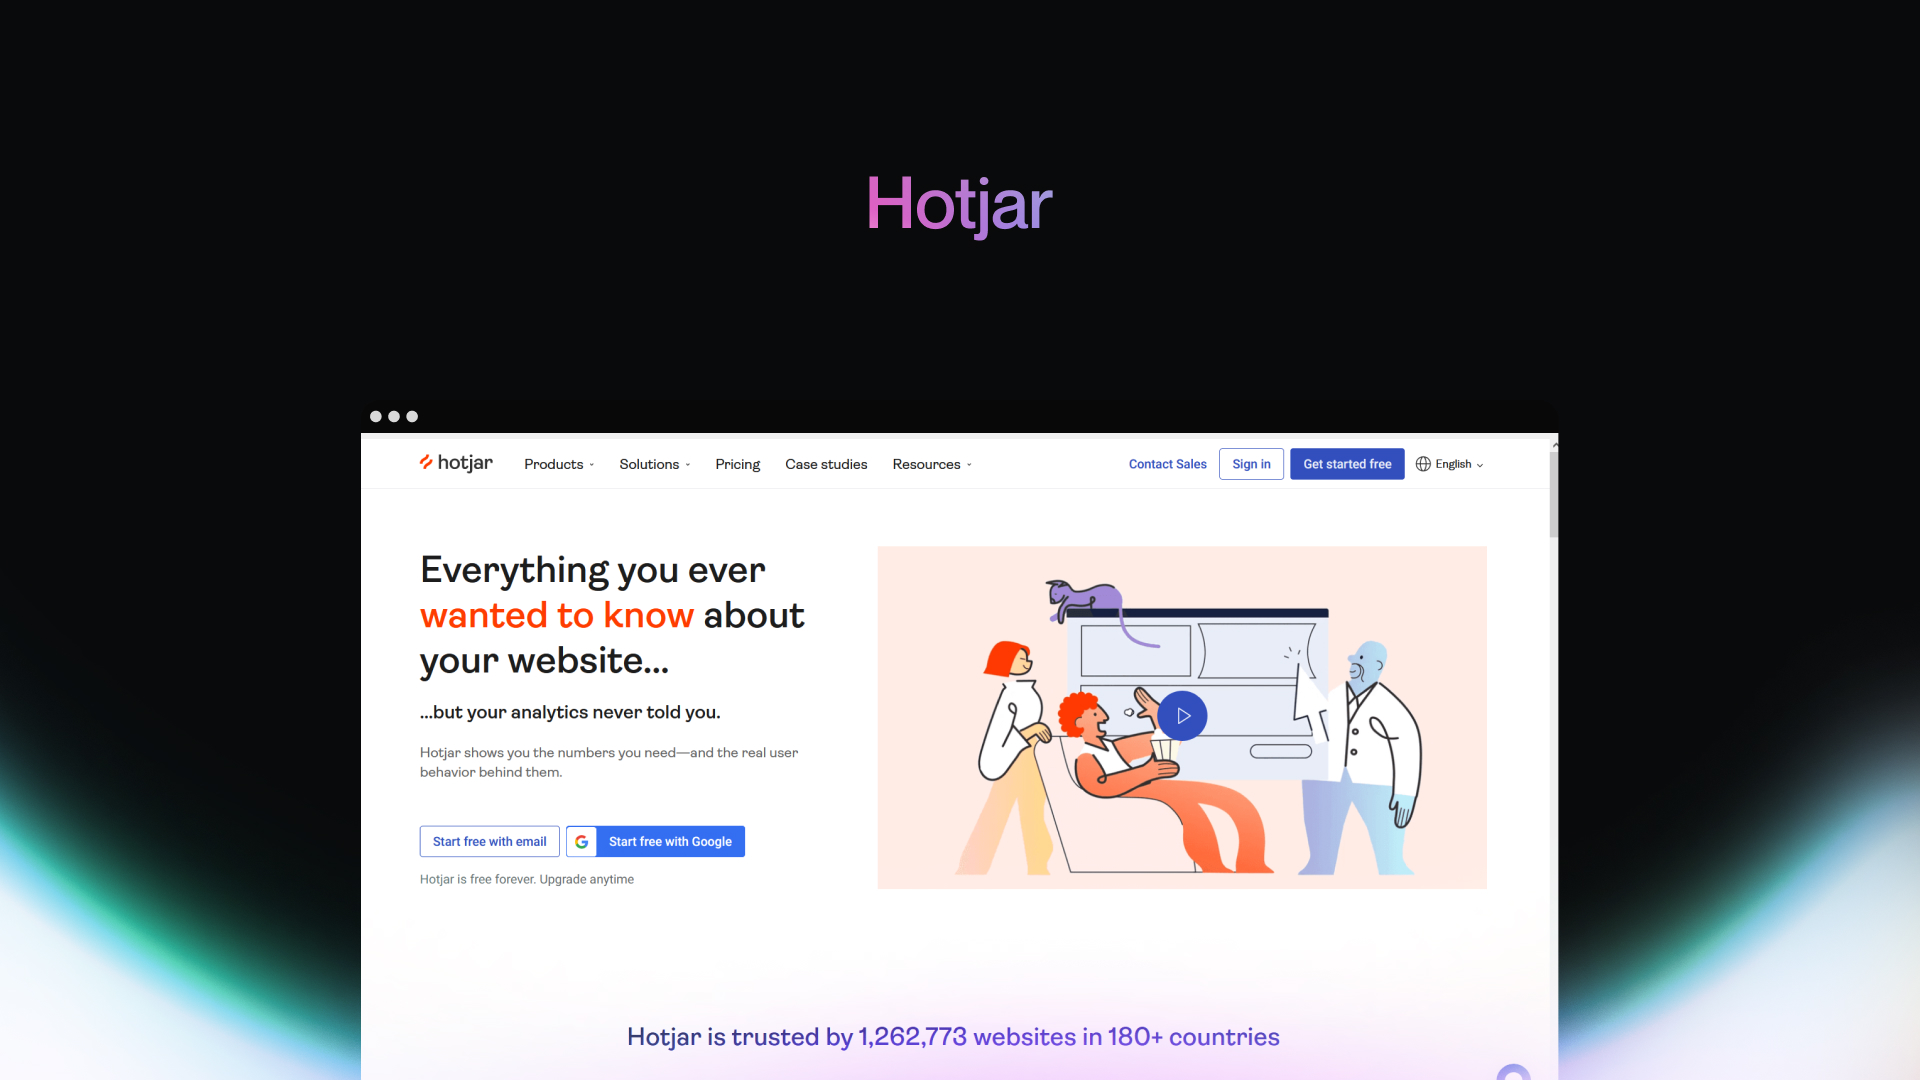 Hotjar
hotjar Products Solutions Pricing Case studies Resources Contact Sales Sign in Get started free English
Everything you ever
wanted to know about
your website...
...but your analytics never told you.
Hotjar shows you the numbers you need—and the real user
behavior behind them.
Start free with email G Start free with Google
Hotjar is free forever. Upgrade anytime
Hotjar is trusted by 1,262,773 websites in 180+ countries